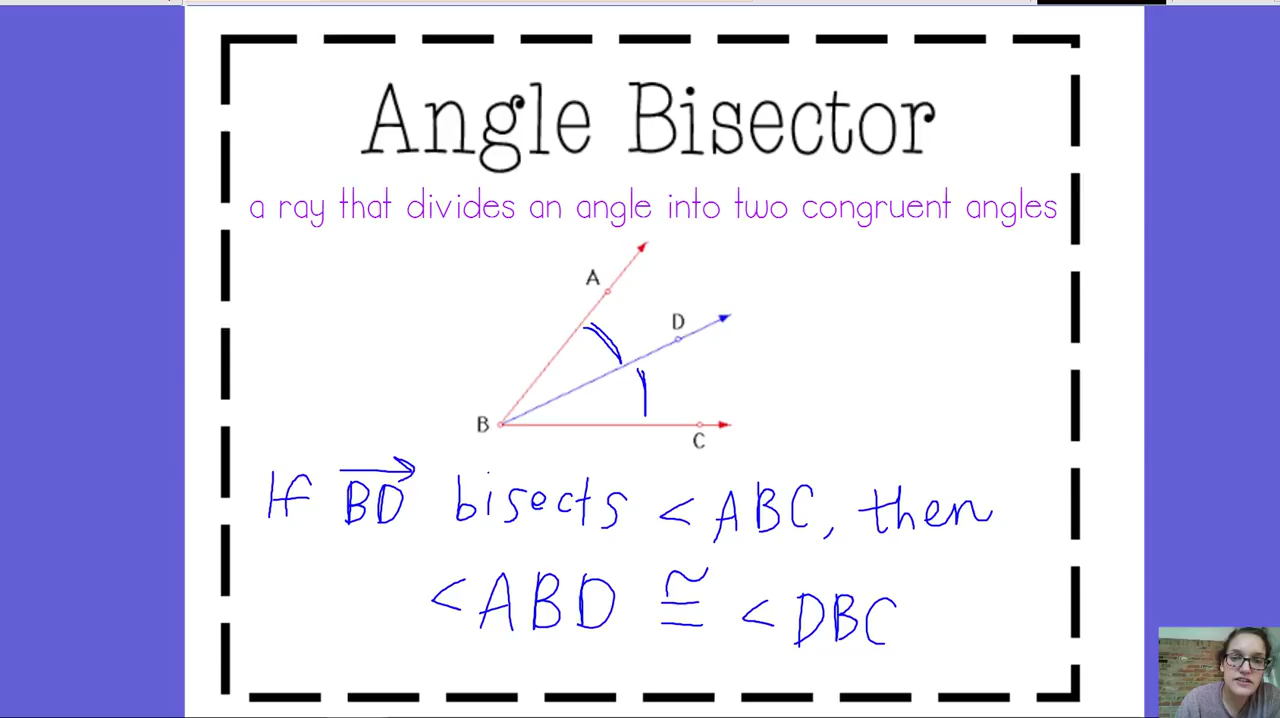 Angle Bisector
a ray that divides an angle into two congruent angles
A
D
B
C
If BD bisects <ABC, then
<ABD ≅ <DBC